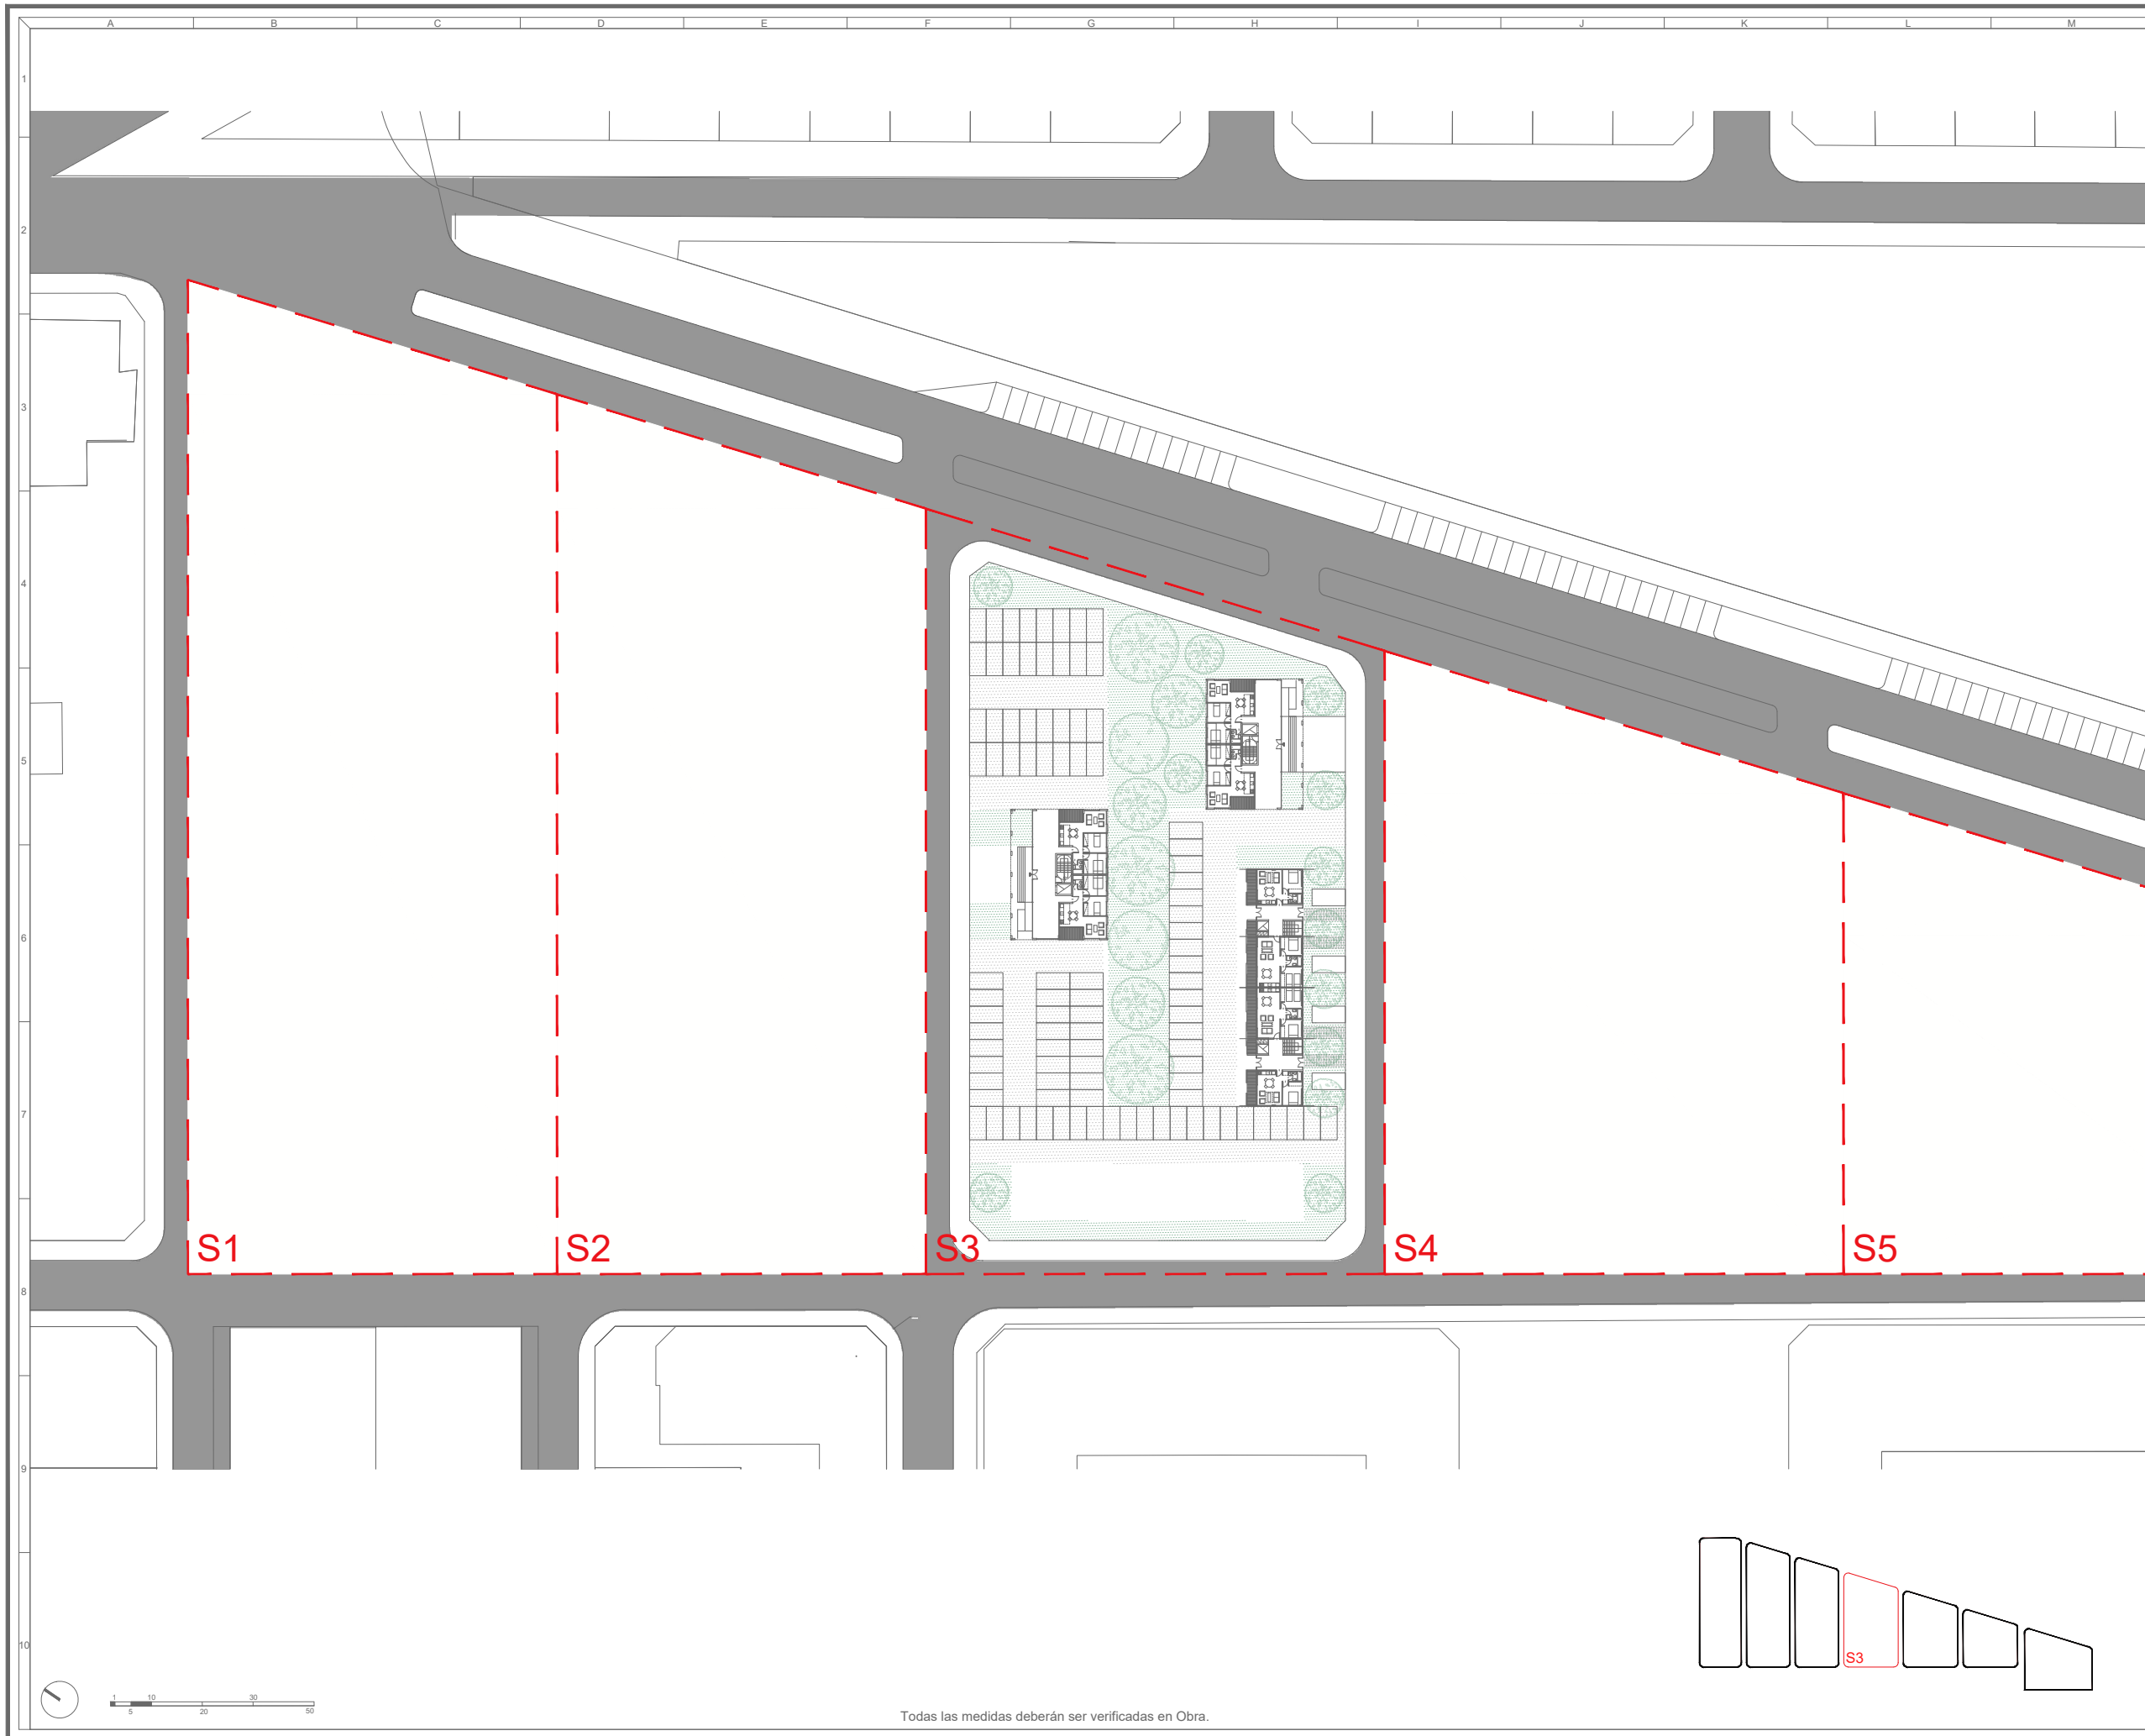 A B C D E F G H I J K L M
1
2
3
4
5
6
7
S1 S2 S3 S4 S5
8
9
S3
10
1 10 30
5 20 50
Todas las medidas deberán ser verificadas en Obra.